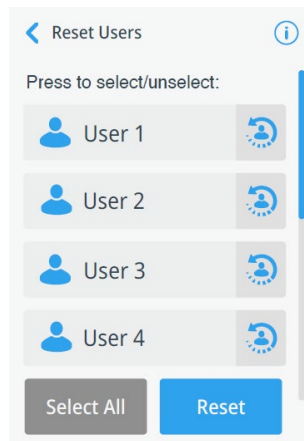 Reset Users
Press to select/unselect:
User 1
User 2
User 3
User 4
Select All Reset